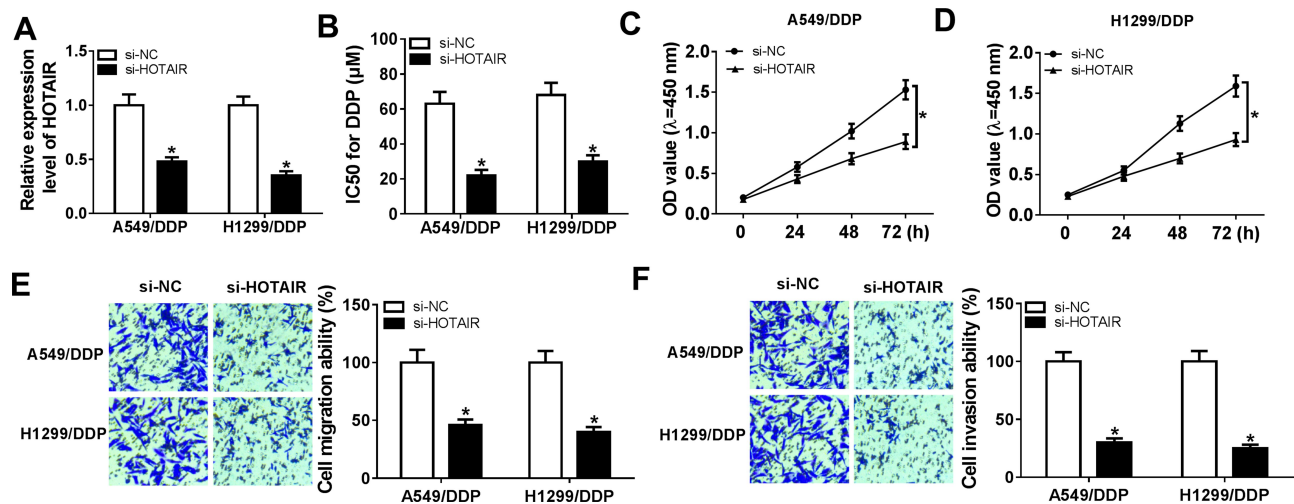 A
Relative expression
level of HOTAIR
si-NC
si-HOTAIR
1.5
1.0
0.5
0.0
*
*
A549/DDP
H1299/DDP
B
IC50 for DDP (μM)
si-NC
si-HOTAIR
100
80
60
40
20
0
*
*
A549/DDP
H1299/DDP
C
A549/DDP
OD value (λ=450 nm)
si-NC
si-HOTAIR
2.0
1.5
1.0
0.5
0.0
*
0 24 48 72 (h)
D
H1299/DDP
OD value (λ=450 nm)
si-NC
si-HOTAIR
2.0
1.5
1.0
0.5
0.0
*
0 24 48 72 (h)
E
si-NC si-HOTAIR
A549/DDP
H1299/DDP
Cell migration ability (%)
si-NC
si-HOTAIR
150
100
50
0
*
*
A549/DDP
H1299/DDP
F
si-NC si-HOTAIR
A549/DDP
H1299/DDP
Cell invasion ability (%)
si-NC
si-HOTAIR
150
100
50
0
*
*
A549/DDP
H1299/DDP